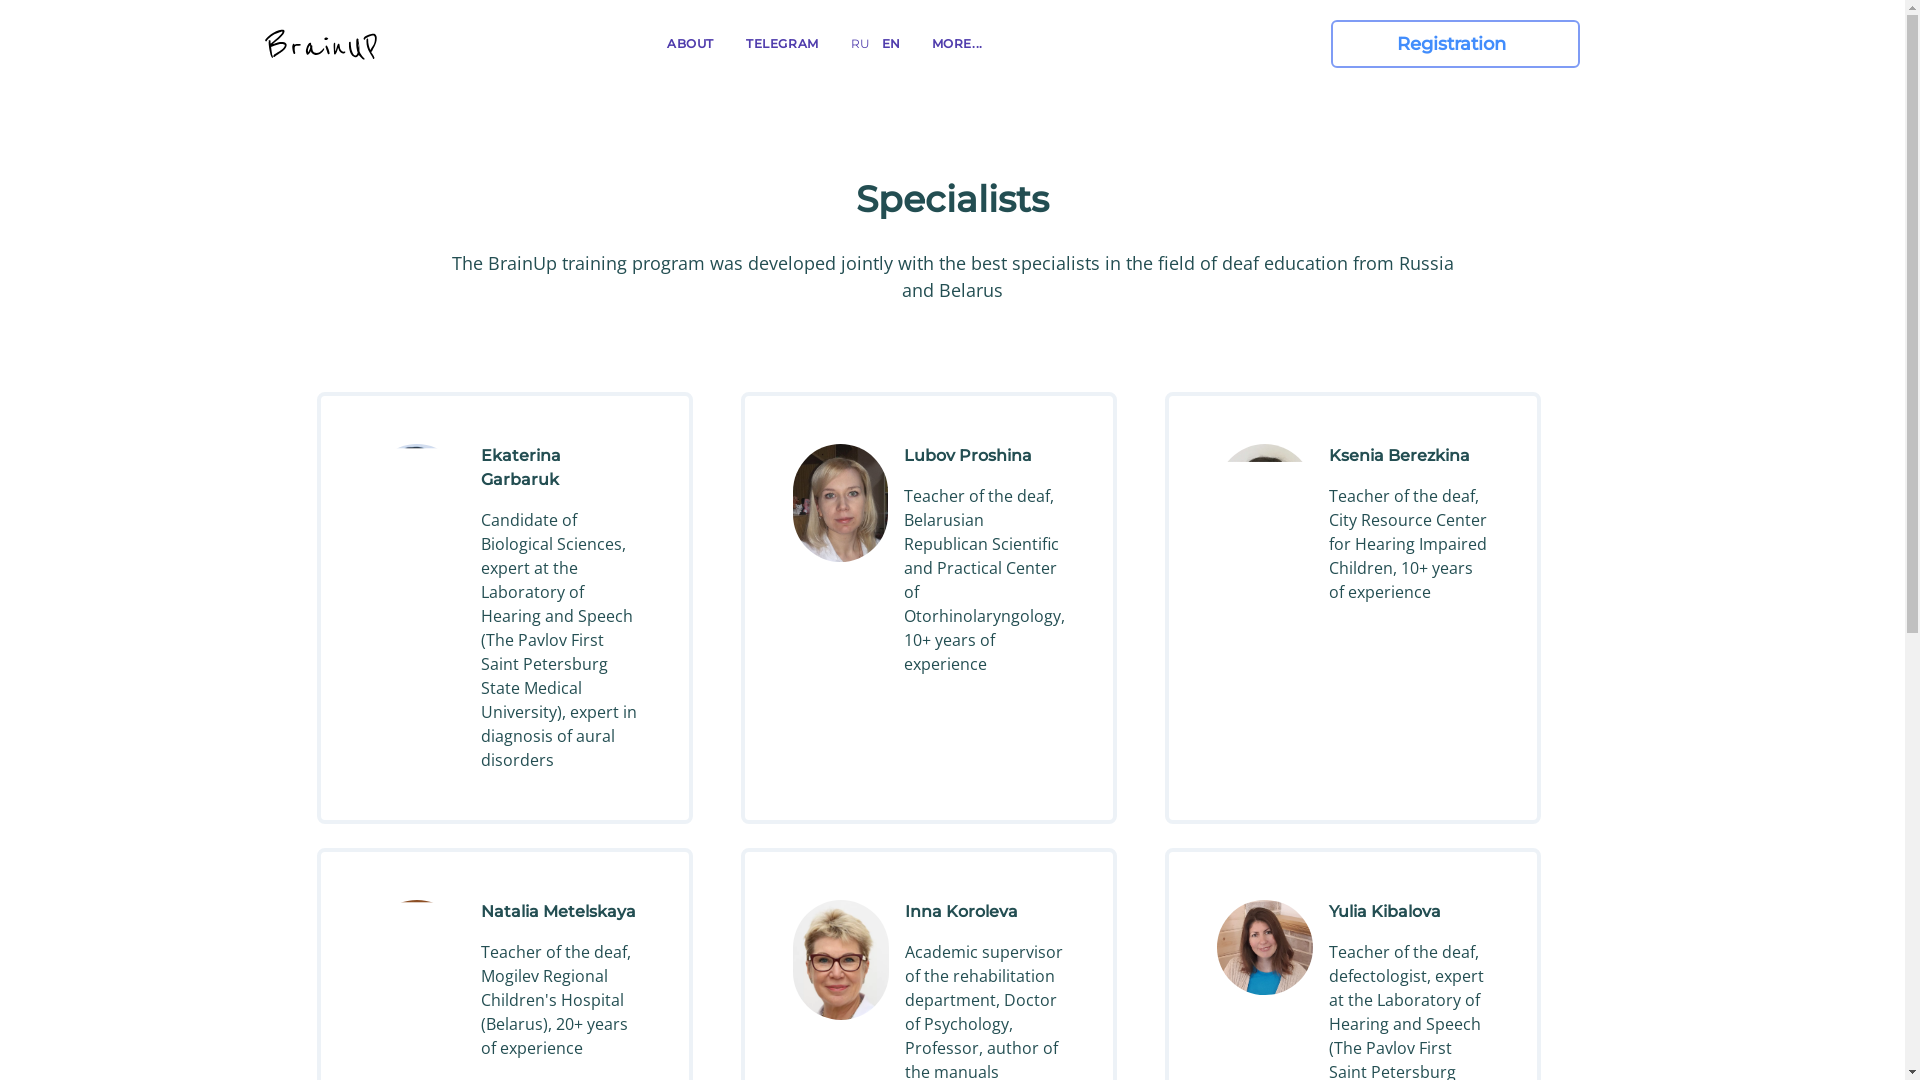 BrainUP
ABOUT
TELEGRAM
RU
EN
MORE...
Registration
Specialists
The BrainUp training program was developed jointly with the best specialists in the field of deaf education from Russia
and Belarus
Ekaterina
Garbaruk
Candidate of
Biological Sciences,
expert at the
Laboratory of
Hearing and Speech
(The Pavlov First
Saint Petersburg
State Medical
University), expert in
diagnosis of aural
disorders
Lubov Proshina
Teacher of the deaf,
Belarusian
Republican Scientific
and Practical Center
of
Otorhinolaryngology,
10+ years of
experience
Ksenia Berezkina
Teacher of the deaf,
City Resource Center
for Hearing Impaired
Children, 10+ years
of experience
Natalia Metelskaya
Teacher of the deaf,
Mogilev Regional
Children's Hospital
(Belarus), 20+ years
of experience
Inna Koroleva
Academic supervisor
of the rehabilitation
department, Doctor
of Psychology,
Professor, author of
the manuals
Yulia Kibalova
Teacher of the deaf,
defectologist, expert
at the Laboratory of
Hearing and Speech
(The Pavlov First
Saint Petersburg